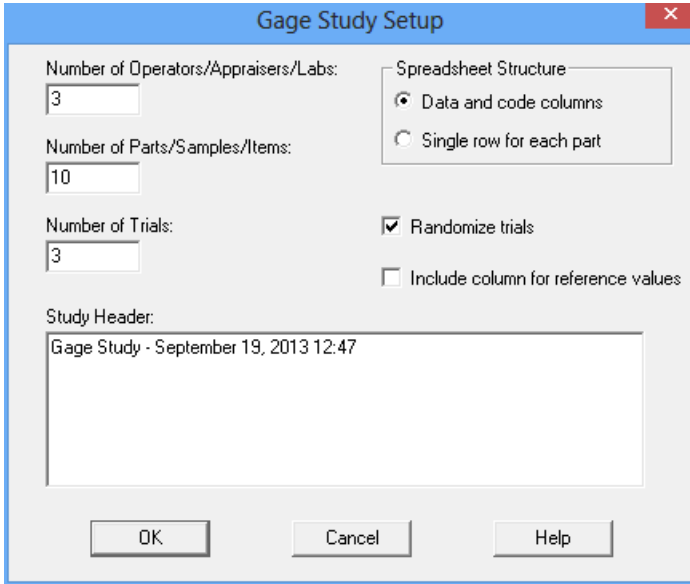 Gage Study Setup
Number of Operators/Appraisers/Labs:
3
Number of Parts/Samples/Items:
10
Number of Trials:
3
Spreadsheet Structure
Data and code columns
Single row for each part
Randomize trials
Include column for reference values
Study Header:
Gage Study - September 19, 2013 12:47
OK
Cancel
Help